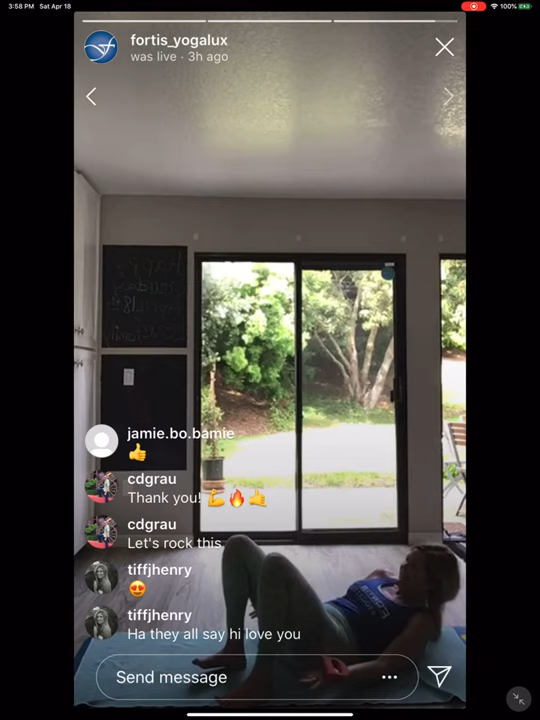 3:58 PM Sat Apr 18
100%
fortis_yogalux
was live · 3h ago
jamie.bo.bamie
👍
cdgrau
Thank you! 💪🔥🤙
cdgrau
Let's rock this
tiffjhenry
😍
tiffjhenry
Ha they all say hi love you
Send message